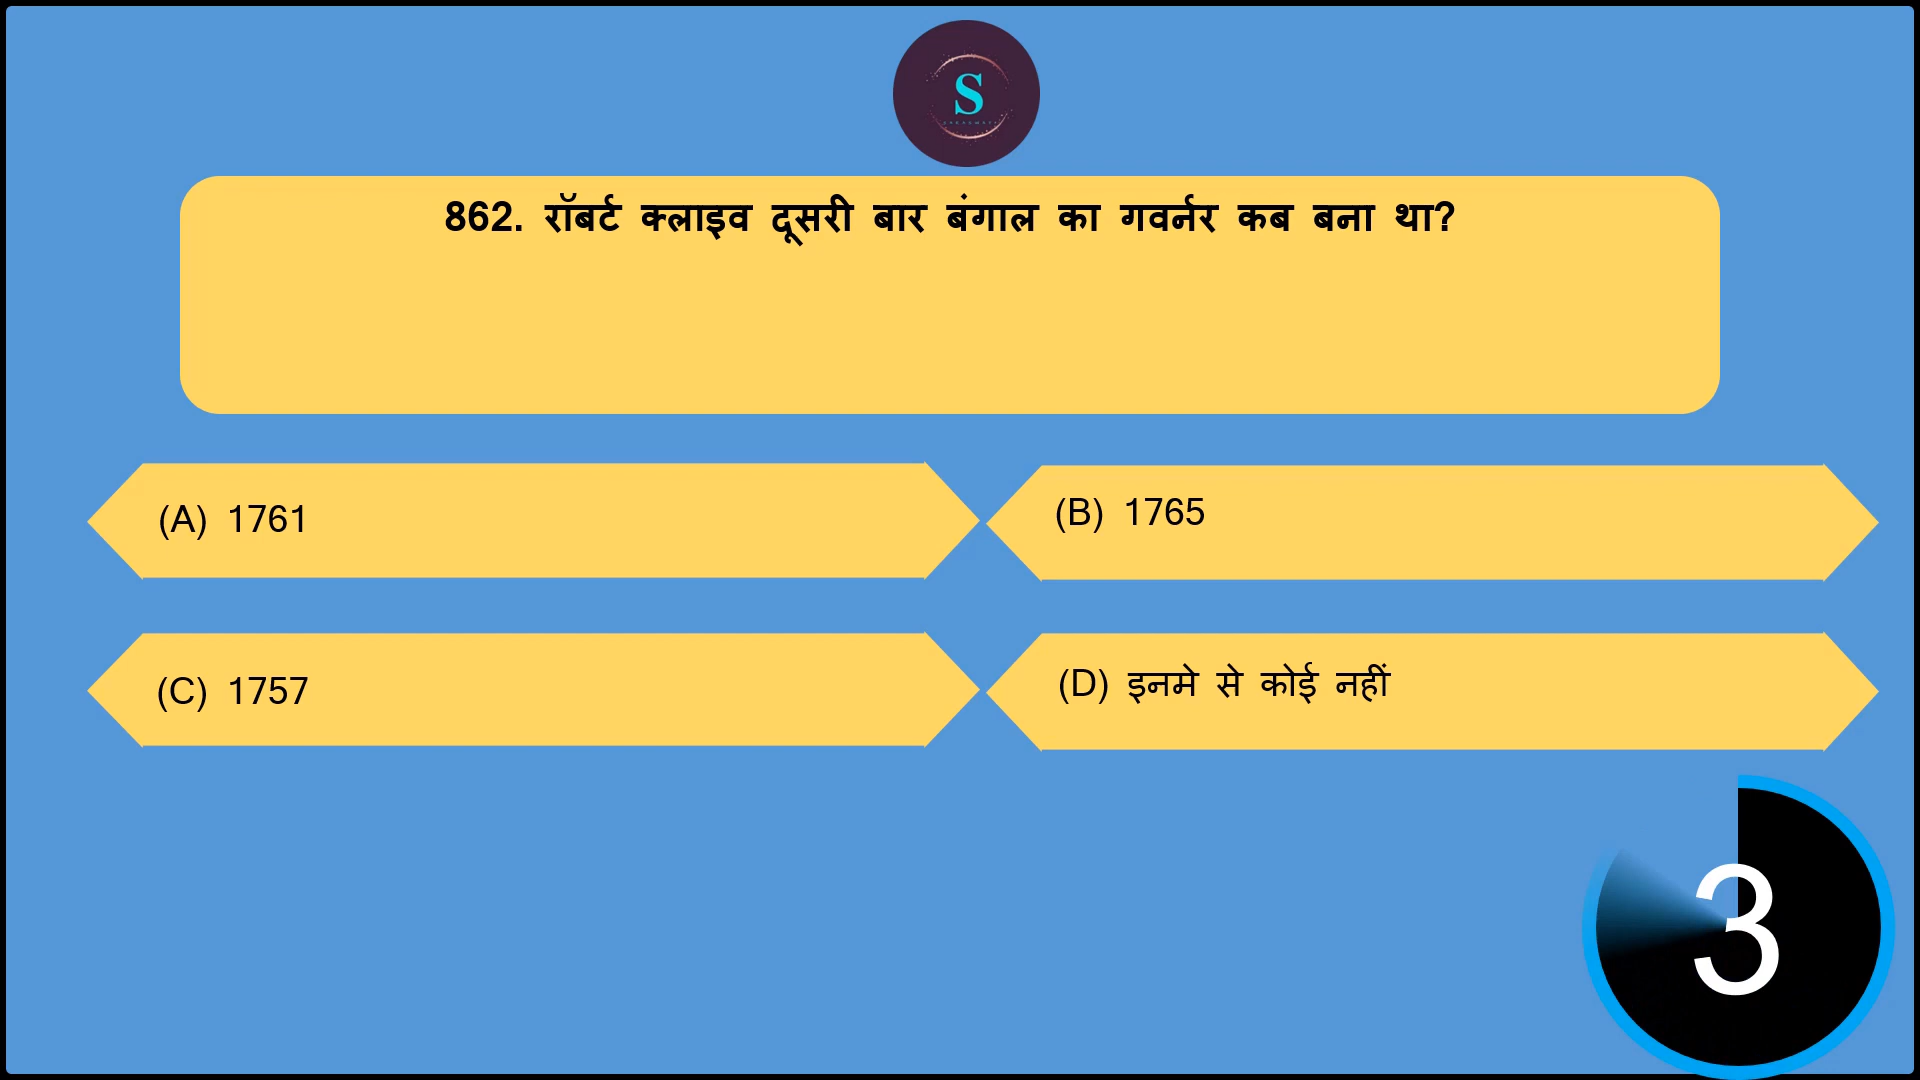 S
862. रॉबर्ट क्लाइव दूसरी बार बंगाल का गवर्नर कब बना था?
(A) 1761
(B) 1765
(C) 1757
(D) इनमे से कोई नहीं
3